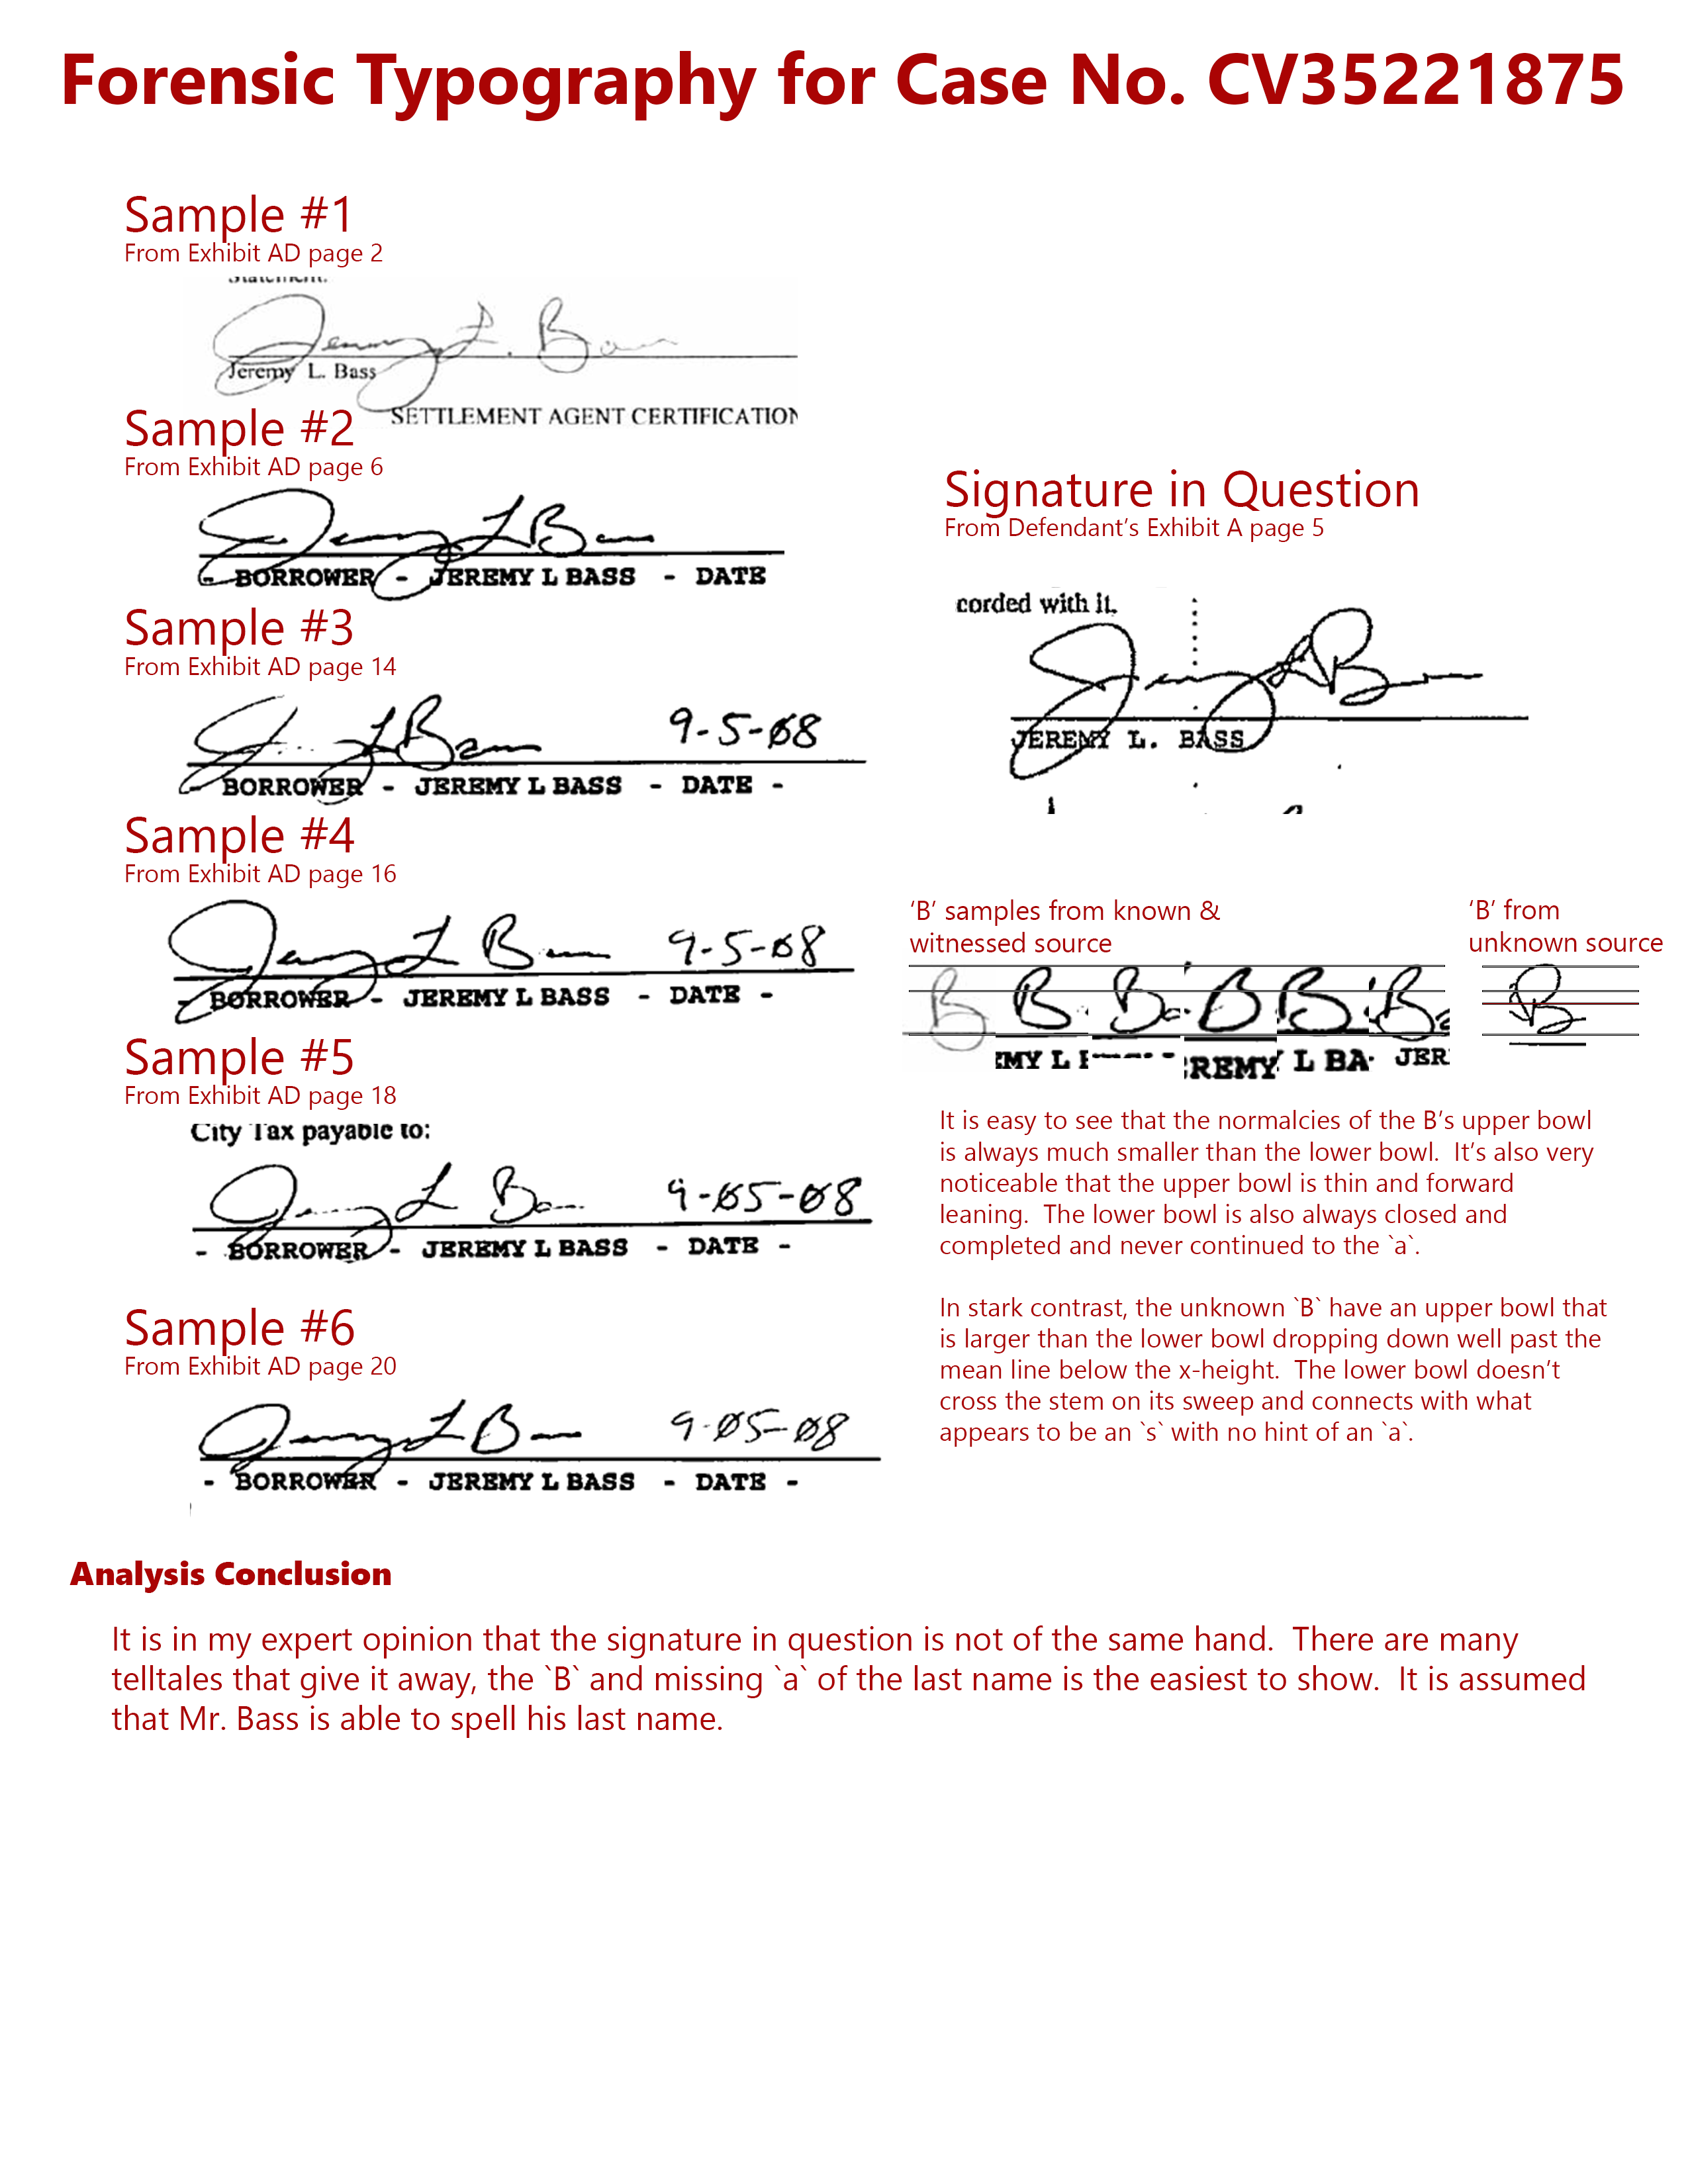 Forensic Typography for Case No. CV35221875
Sample #1
From Exhibit AD page 2
Statement.
Jeremy L. Bass
SETTLEMENT AGENT CERTIFICATION
Sample #2
From Exhibit AD page 6
- BORROWER - JEREMY L BASS - DATE
Sample #3
From Exhibit AD page 14
9-5-08
BORROWER - JEREMY L BASS - DATE -
Sample #4
From Exhibit AD page 16
9-5-08
- BORROWER - JEREMY L BASS - DATE -
Sample #5
From Exhibit AD page 18
City Tax payable to:
9-05-08
- BORROWER - JEREMY L BASS - DATE -
Sample #6
From Exhibit AD page 20
9-05-08
- BORROWER - JEREMY L BASS - DATE -
Signature in Question
From Defendant's Exhibit A page 5
corded with it.
JEREMY L. BASS
'B' samples from known &
witnessed source
'B' from
unknown source
B B Ba B B B
B
EMY L
REMY L BA JER
It is easy to see that the normalcies of the B's upper bowl
is always much smaller than the lower bowl. It's also very
noticeable that the upper bowl is thin and forward
leaning. The lower bowl is also always closed and
completed and never continued to the `a`.
In stark contrast, the unknown `B` have an upper bowl that
is larger than the lower bowl dropping down well past the
mean line below the x-height. The lower bowl doesn't
cross the stem on its sweep and connects with what
appears to be an `s` with no hint of an `a`.
Analysis Conclusion
It is in my expert opinion that the signature in question is not of the same hand. There are many
telltales that give it away, the `B` and missing `a` of the last name is the easiest to show. It is assumed
that Mr. Bass is able to spell his last name.